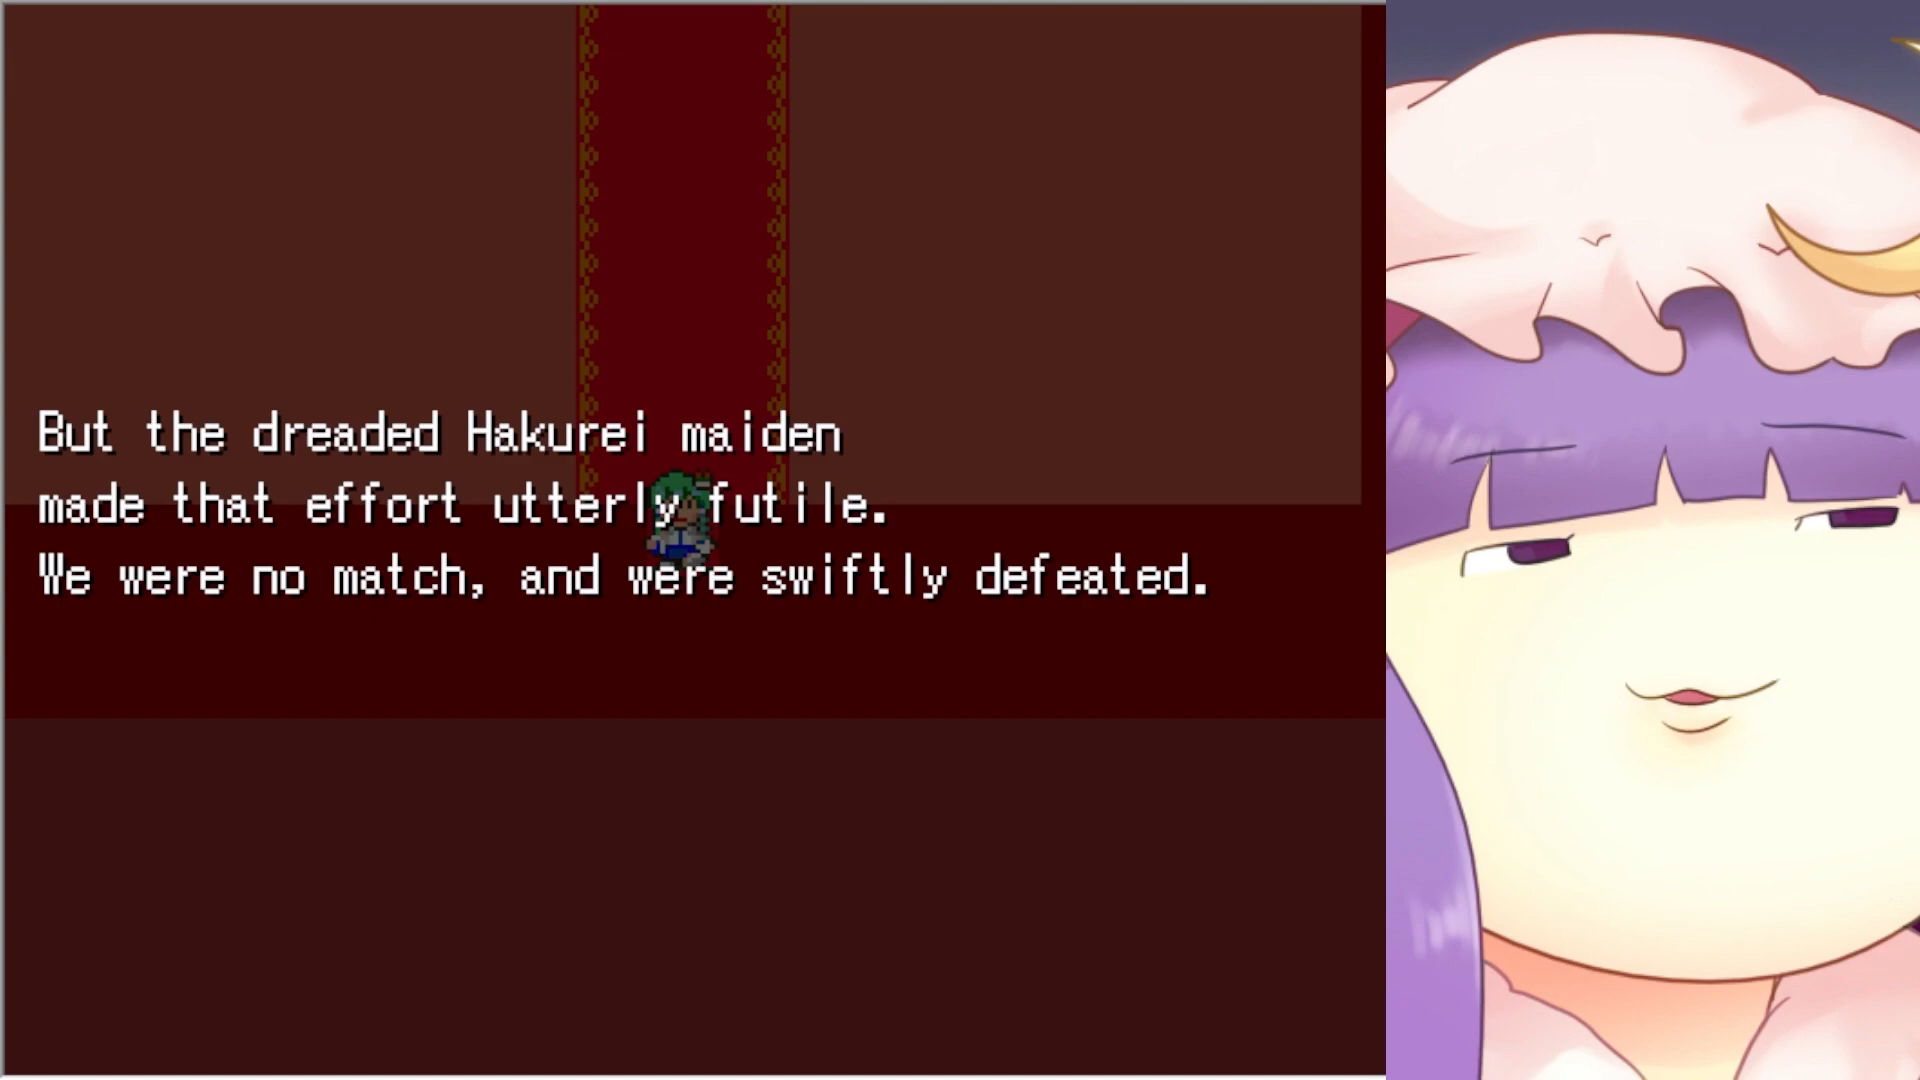 But the dreaded Hakurei maiden
made that effort utterly futile.
We were no match, and were swiftly defeated.